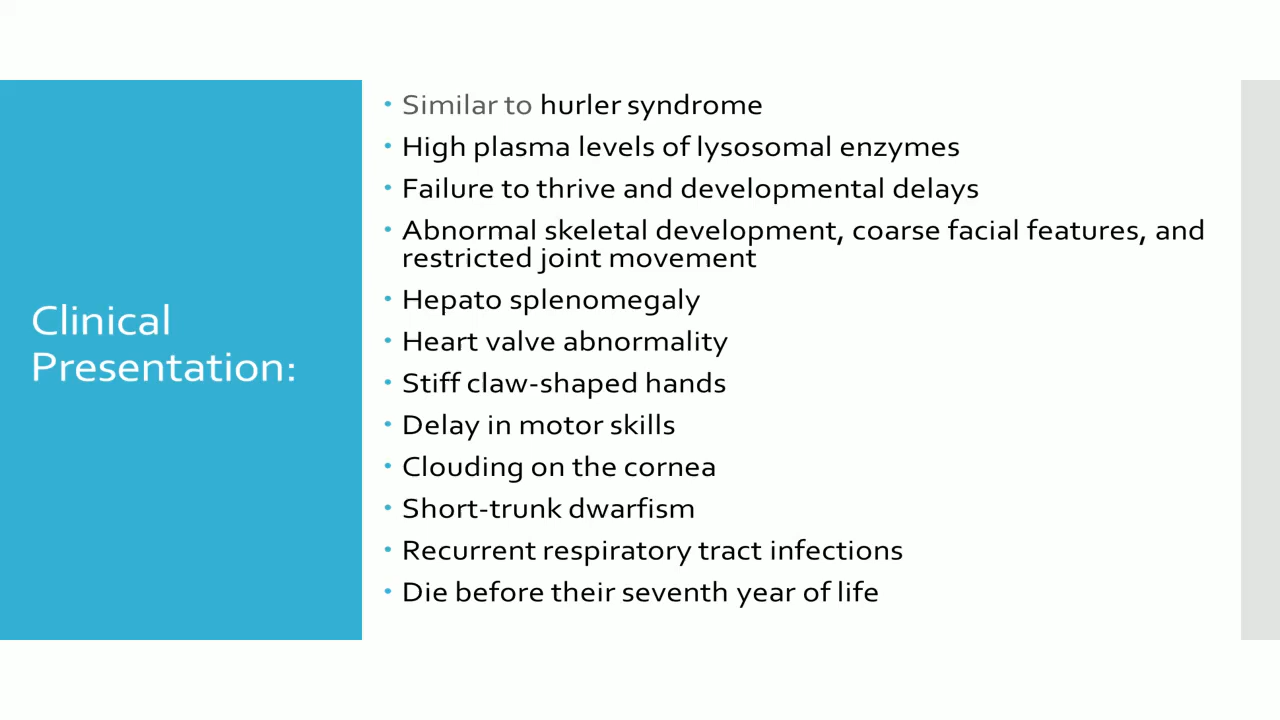 Clinical
Presentation:
• Similar to hurler syndrome
• High plasma levels of lysosomal enzymes
• Failure to thrive and developmental delays
• Abnormal skeletal development, coarse facial features, and
restricted joint movement
• Hepato splenomegaly
• Heart valve abnormality
• Stiff claw-shaped hands
• Delay in motor skills
• Clouding on the cornea
• Short-trunk dwarfism
• Recurrent respiratory tract infections
• Die before their seventh year of life